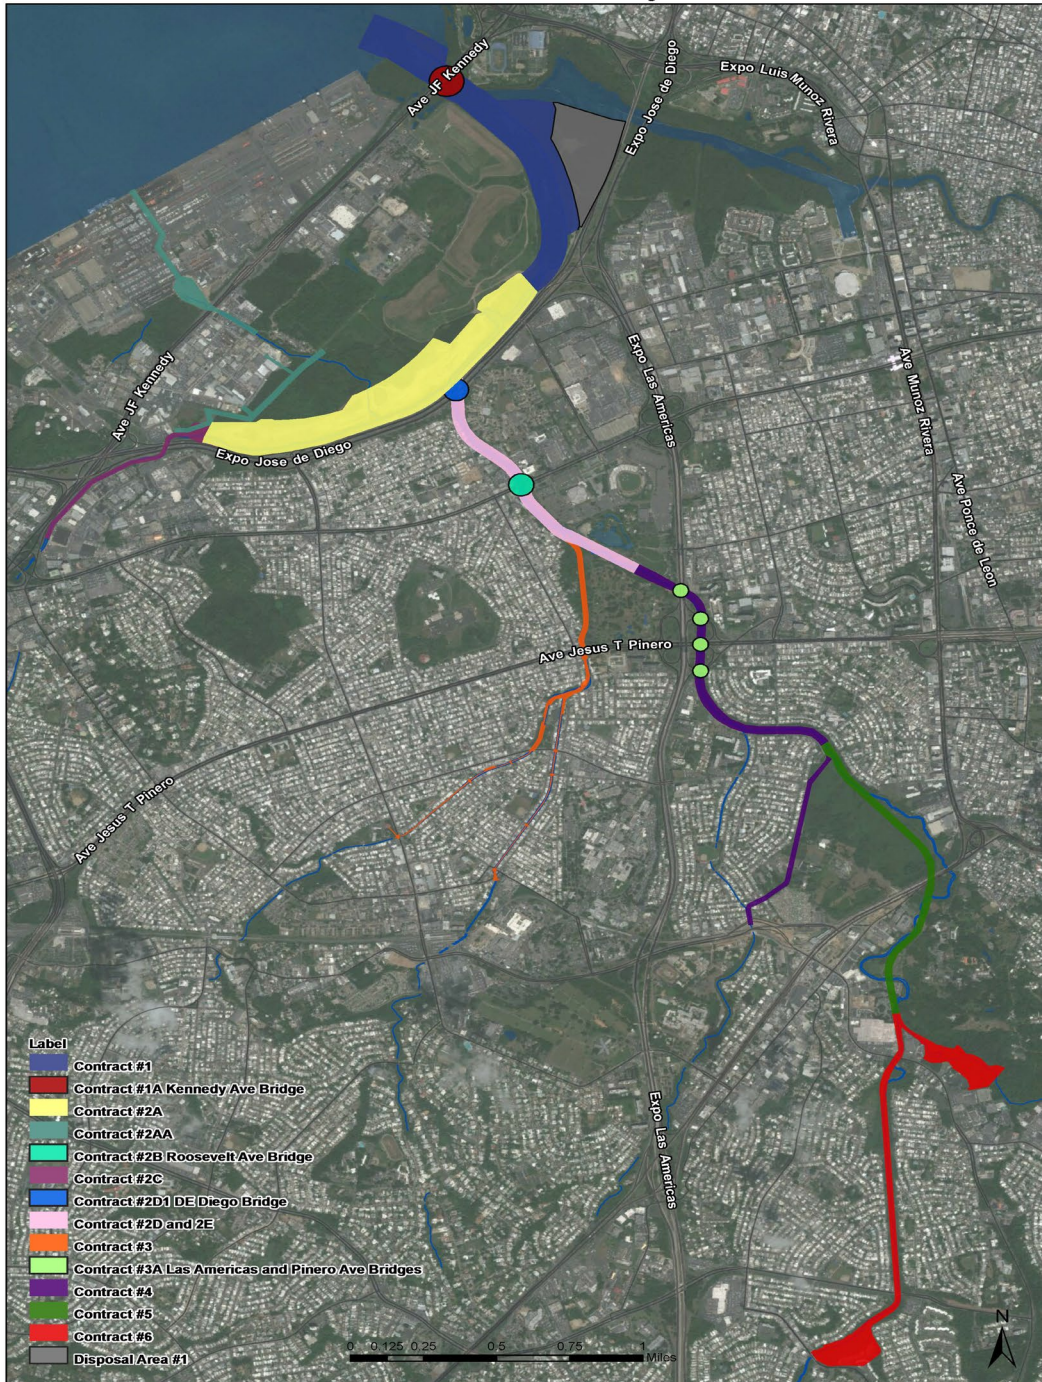 Ave JF Kennedy
Expo Jose de Diego
Expo Luis Munoz Rivera
Ave JF Kennedy
Expo Las Americas
Ave Munoz Rivera
Expo Jose de Diego
Ave Ponce de Leon
Ave Jesus T Pinero
Ave Jesus T Pinero
Expo Las Americas
Label
Contract #1
Contract #1A Kennedy Ave Bridge
Contract #2A
Contract #2AA
Contract #2B Roosevelt Ave Bridge
Contract #2C
Contract #2D1 DE Diego Bridge
Contract #2D and 2E
Contract #3
Contract #3A Las Americas and Pinero Ave Bridges
Contract #4
Contract #5
Contract #6
Disposal Area #1
0 0.125 0.25 0.5 0.75 1
Miles
N